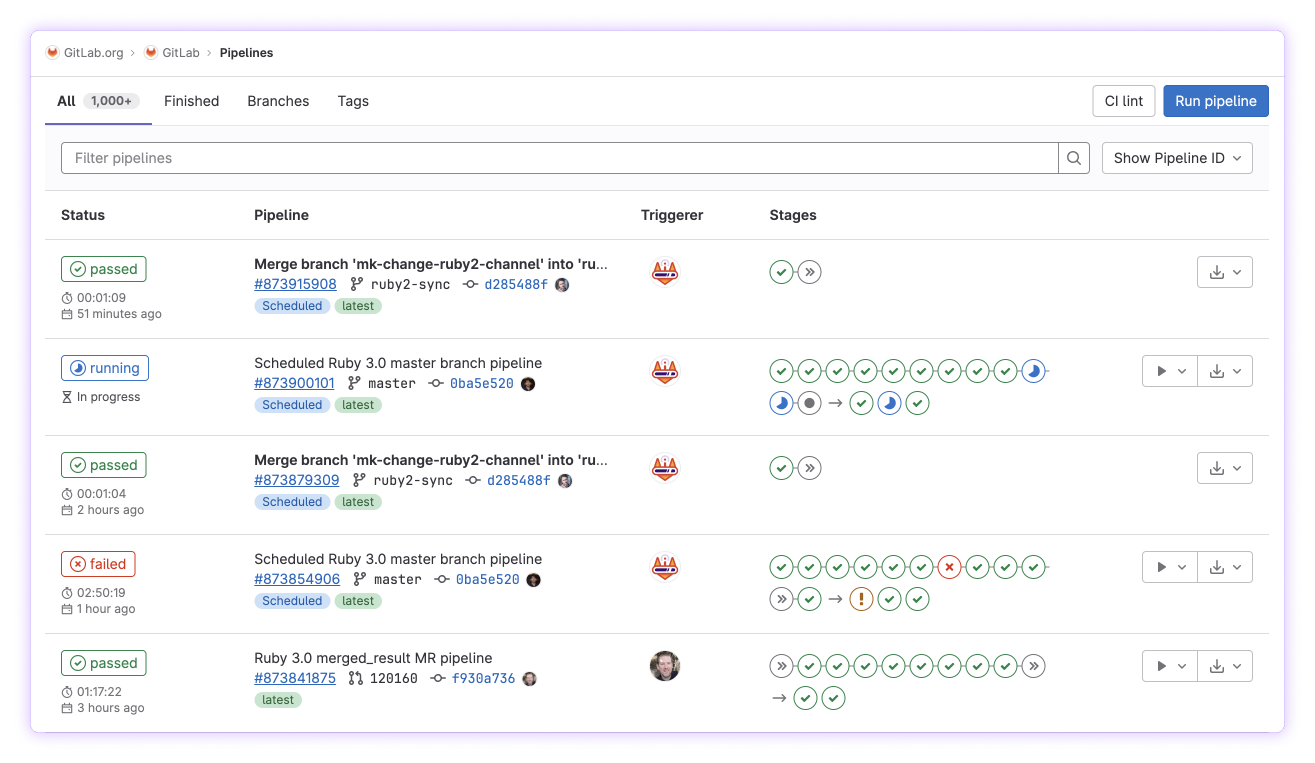 GitLab.org > GitLab > Pipelines
All 1,000+ Finished Branches Tags CI lint Run pipeline
Filter pipelines Show Pipeline ID
Status Pipeline Triggerer Stages
passed Merge branch 'mk-change-ruby2-channel' into 'ru...
#873915908 ruby2-sync d285488f
00:01:09
Scheduled latest
51 minutes ago
running Scheduled Ruby 3.0 master branch pipeline
#873900101 master 0ba5e520
In progress
Scheduled latest
passed Merge branch 'mk-change-ruby2-channel' into 'ru...
#873879309 ruby2-sync d285488f
00:01:04
Scheduled latest
2 hours ago
failed Scheduled Ruby 3.0 master branch pipeline
#873854906 master 0ba5e520
02:50:19
Scheduled latest
1 hour ago
passed Ruby 3.0 merged_result MR pipeline
#873841875 120160 f930a736
01:17:22
latest
3 hours ago